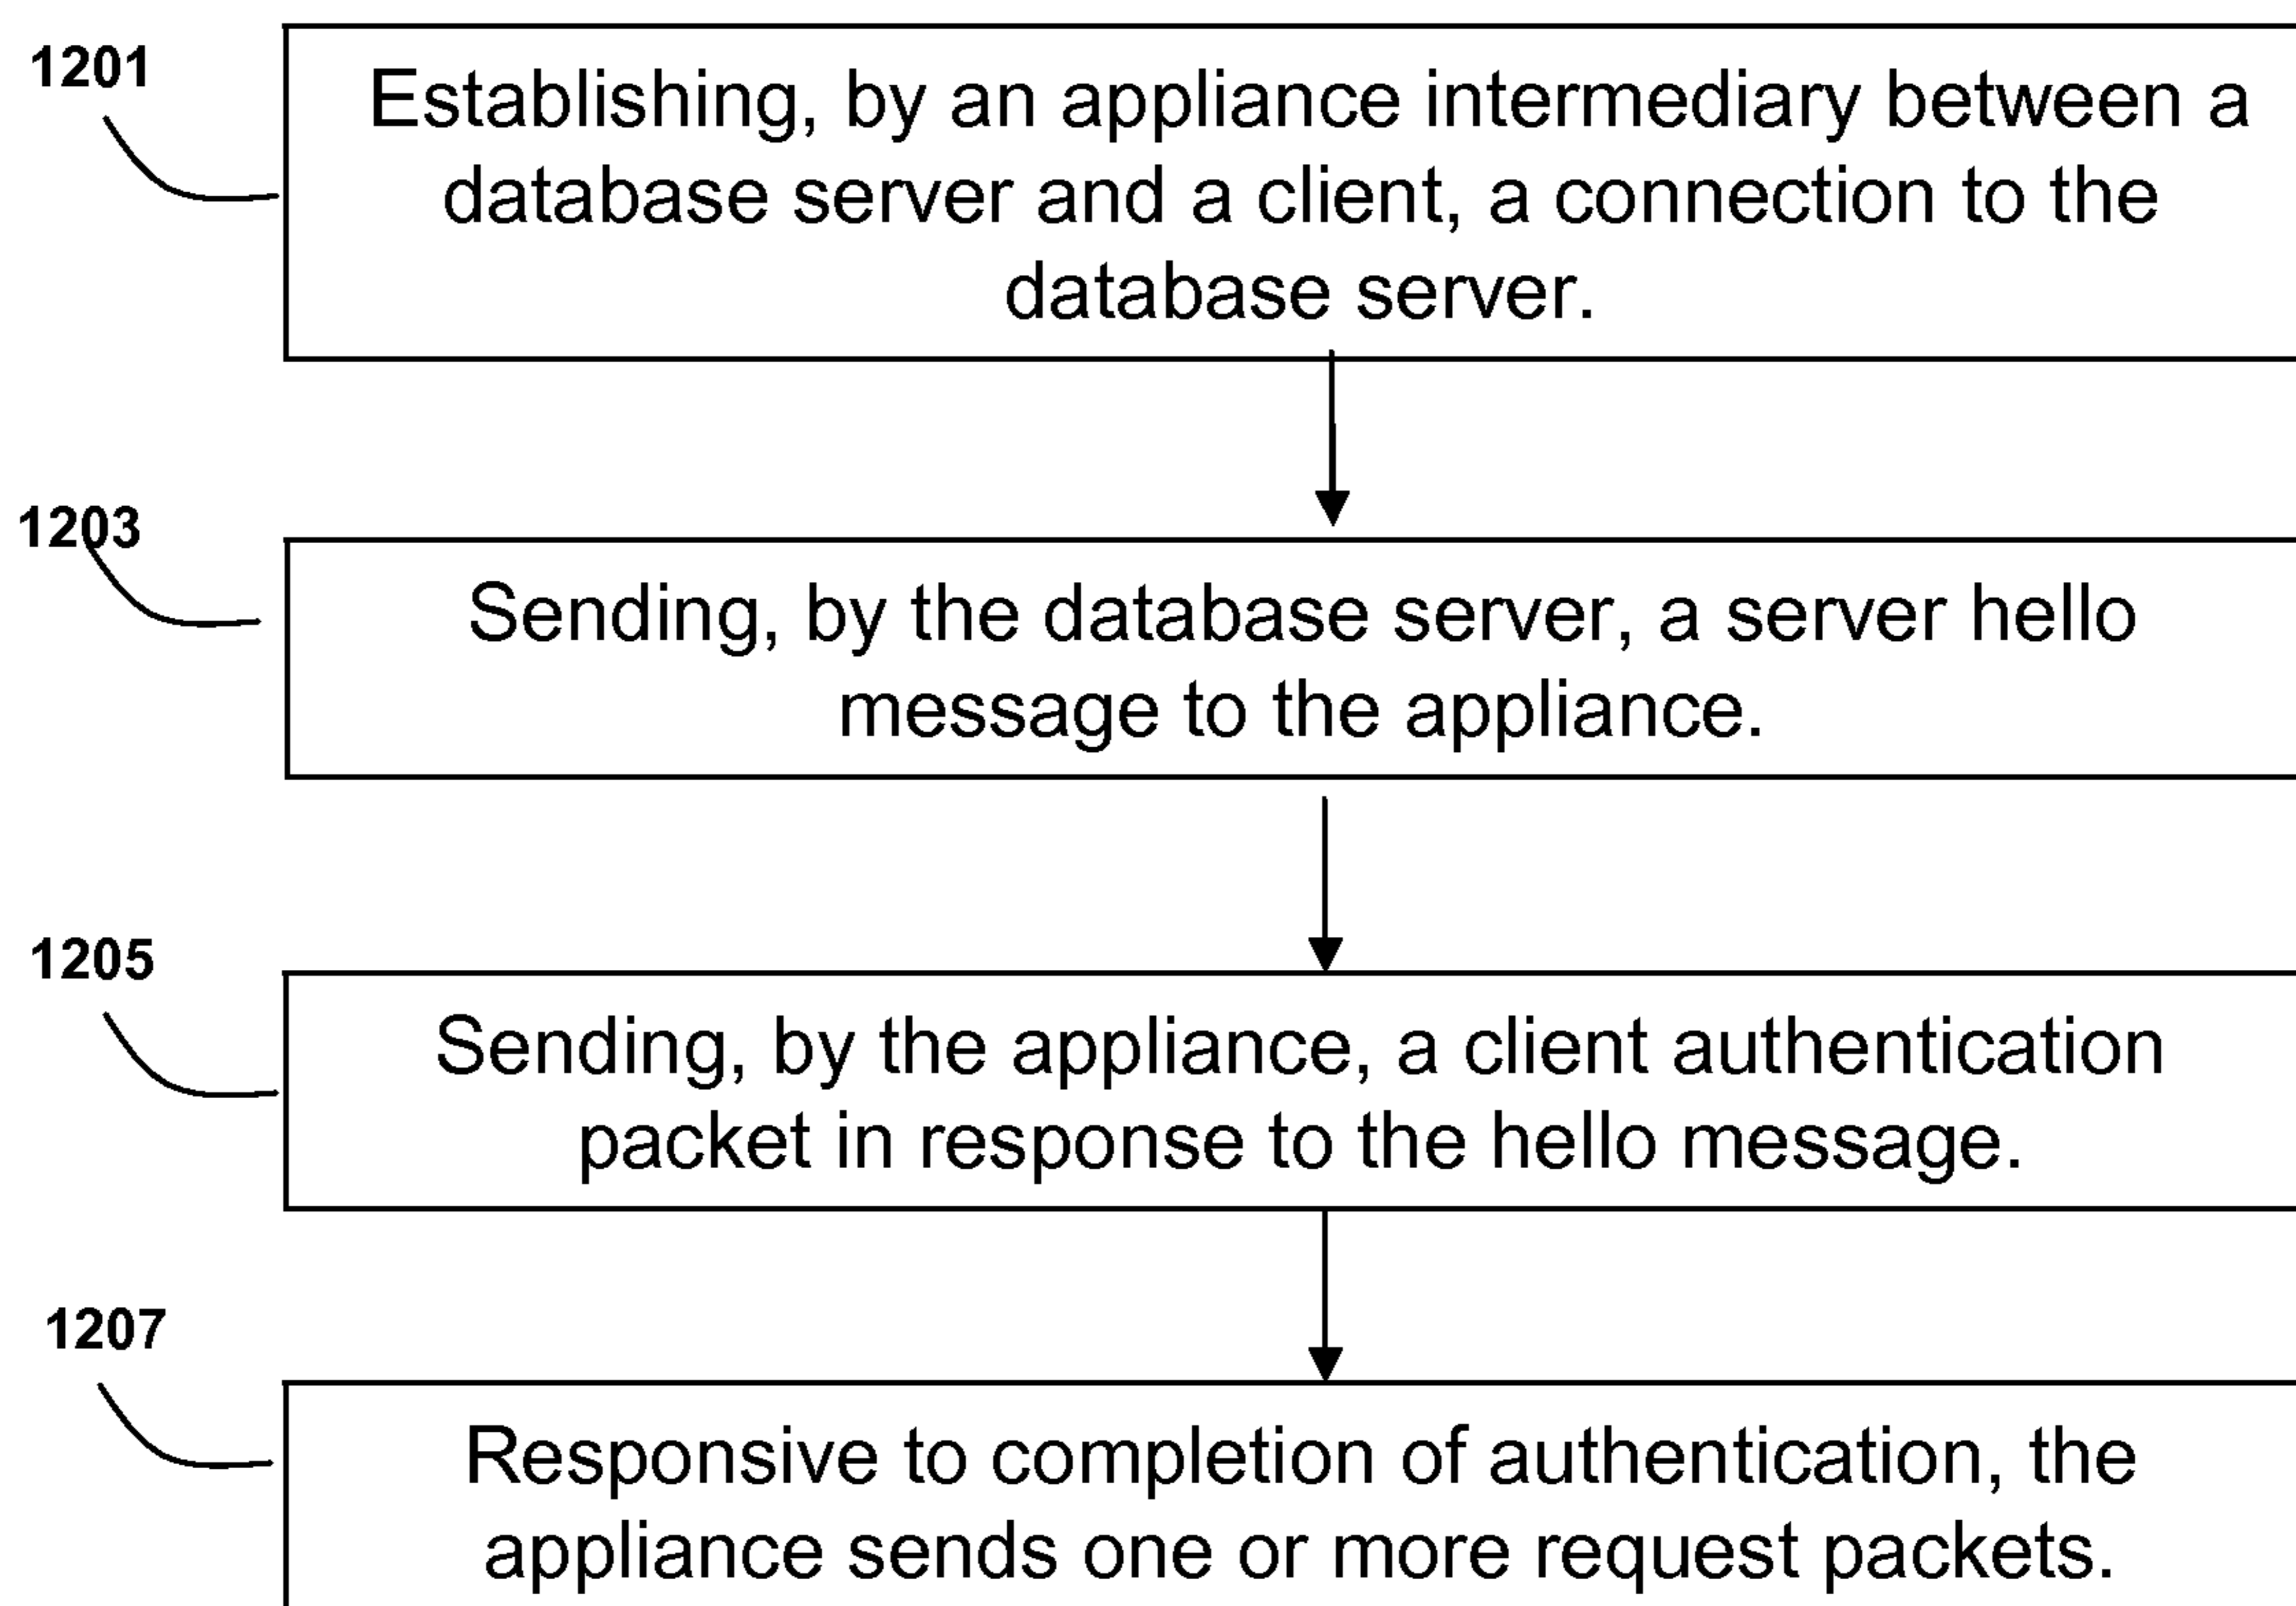 1201
Establishing, by an appliance intermediary between a
database server and a client, a connection to the
database server.
1203
Sending, by the database server, a server hello
message to the appliance.
1205
Sending, by the appliance, a client authentication
packet in response to the hello message.
1207
Responsive to completion of authentication, the
appliance sends one or more request packets.